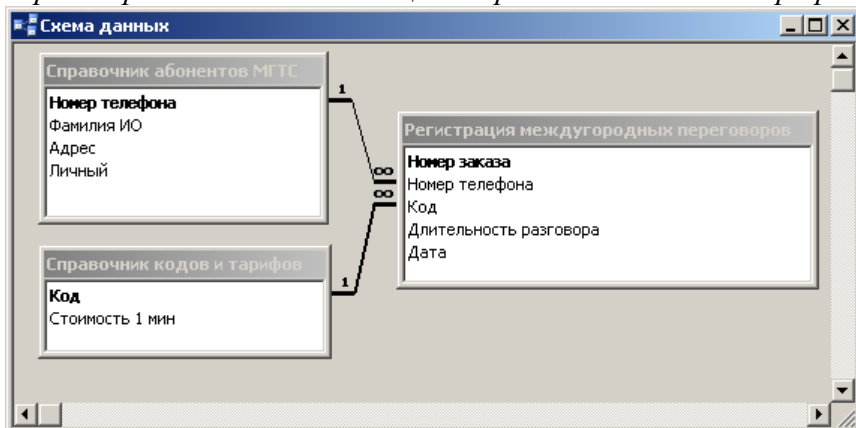 Схема данных
Справочник абонентов МГТС
Номер телефона
Фамилия ИО
Адрес
Личный
1
Регистрация междугородных переговоров
Номер заказа
Номер телефона
Код
Длительность разговора
Дата
∞
∞
Справочник кодов и тарифов
Код
Стоимость 1 мин
1